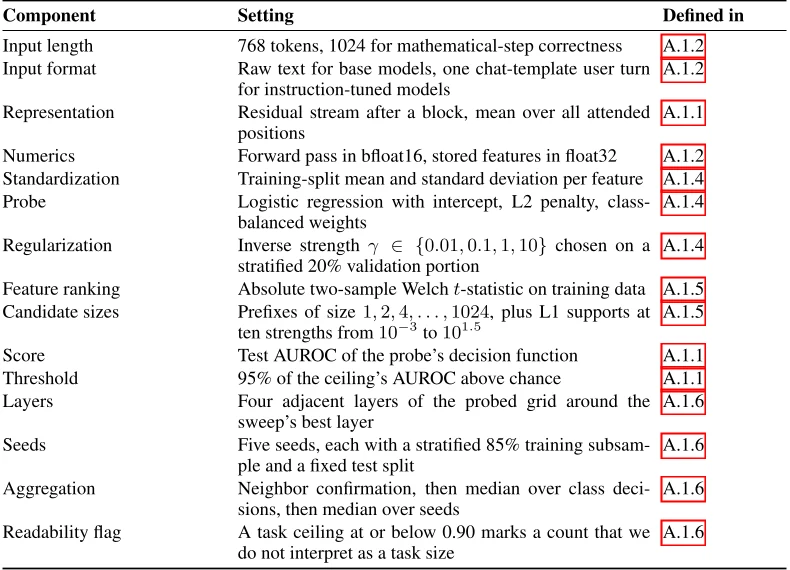 Component Setting Defined in
Input length 768 tokens, 1024 for mathematical-step correctness A.1.2
Input format Raw text for base models, one chat-template user turn A.1.2
for instruction-tuned models
Representation Residual stream after a block, mean over all attended A.1.1
positions
Numerics Forward pass in bfloat16, stored features in float32 A.1.2
Standardization Training-split mean and standard deviation per feature A.1.4
Probe Logistic regression with intercept, L2 penalty, class- A.1.4
balanced weights
Regularization Inverse strength γ ∈ {0.01, 0.1, 1, 10} chosen on a A.1.4
stratified 20% validation portion
Feature ranking Absolute two-sample Welch t-statistic on training data A.1.5
Candidate sizes Prefixes of size 1, 2, 4, . . . , 1024, plus L1 supports at A.1.5
ten strengths from 10⁻³ to 10¹·⁵
Score Test AUROC of the probe's decision function A.1.1
Threshold 95% of the ceiling's AUROC above chance A.1.1
Layers Four adjacent layers of the probed grid around the A.1.6
sweep's best layer
Seeds Five seeds, each with a stratified 85% training subsam- A.1.6
ple and a fixed test split
Aggregation Neighbor confirmation, then median over class deci- A.1.6
sions, then median over seeds
Readability flag A task ceiling at or below 0.90 marks a count that we A.1.6
do not interpret as a task size